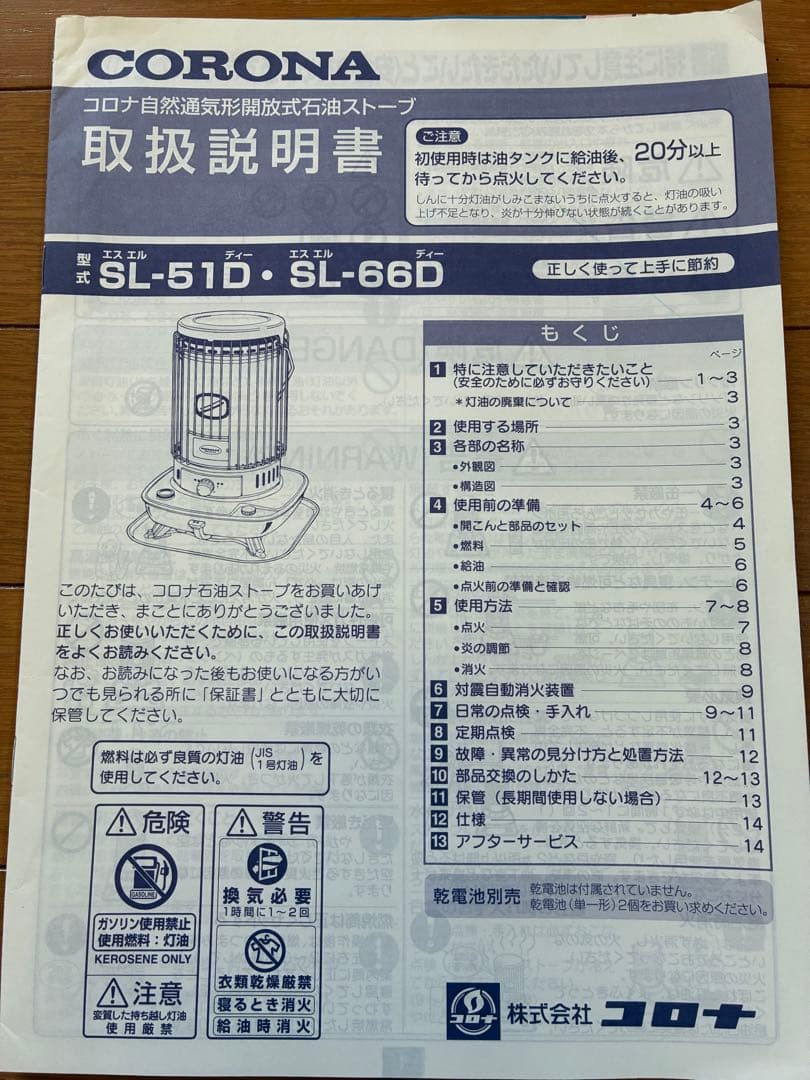 CORONA
コロナ自然通気形開放式石油ストーブ
取扱説明書
ご注意
初使用時は油タンクに給油後、20分以上
待ってから点火してください。
しんに十分灯油がしみこまないうちに点火すると、灯油の吸い
上げ不足となり、炎が十分伸びない状態が続くことがあります。
型式 エスエル SL-51D ディー・エスエル SL-66D ディー
正しく使って上手に節約
もくじ
ページ
1 特に注意していただきたいこと
(安全のために必ずお守りください) 1〜3
*灯油の廃棄について 3
2 使用する場所 3
3 各部の名称 3
•外観図 3
•構造図 3
4 使用前の準備 4〜6
•開こんと部品のセット 4
•燃料 5
•給油 6
•点火前の準備と確認 6
5 使用方法 7〜8
•点火 7
•炎の調節 8
•消火 8
6 対震自動消火装置 9
7 日常の点検・手入れ 9〜11
8 定期点検 11
9 故障・異常の見分け方と処置方法 12
10 部品交換のしかた 12〜13
11 保管(長期間使用しない場合) 13
12 仕様 14
13 アフターサービス 14
このたびは、コロナ石油ストーブをお買いあげ
いただき、まことにありがとうございました。
正しくお使いいただくために、この取扱説明書
をよくお読みください。
なお、お読みになった後もお使いになる方がい
つでも見られる所に「保証書」とともに大切に
保管してください。
燃料は必ず良質の灯油(JIS 1号灯油)を
使用してください。
危険
GASOLINE
ガソリン使用禁止
使用燃料:灯油
KEROSENE ONLY
注意
変質した持ち越し灯油
使用厳禁
警告
換気必要
1時間に1〜2回
衣類乾燥厳禁
寝るとき消火
給油時消火
乾電池別売
乾電池は付属されていません。
乾電池(単一形)2個をお買い求めください。
コロナ
株式会社 コロナ